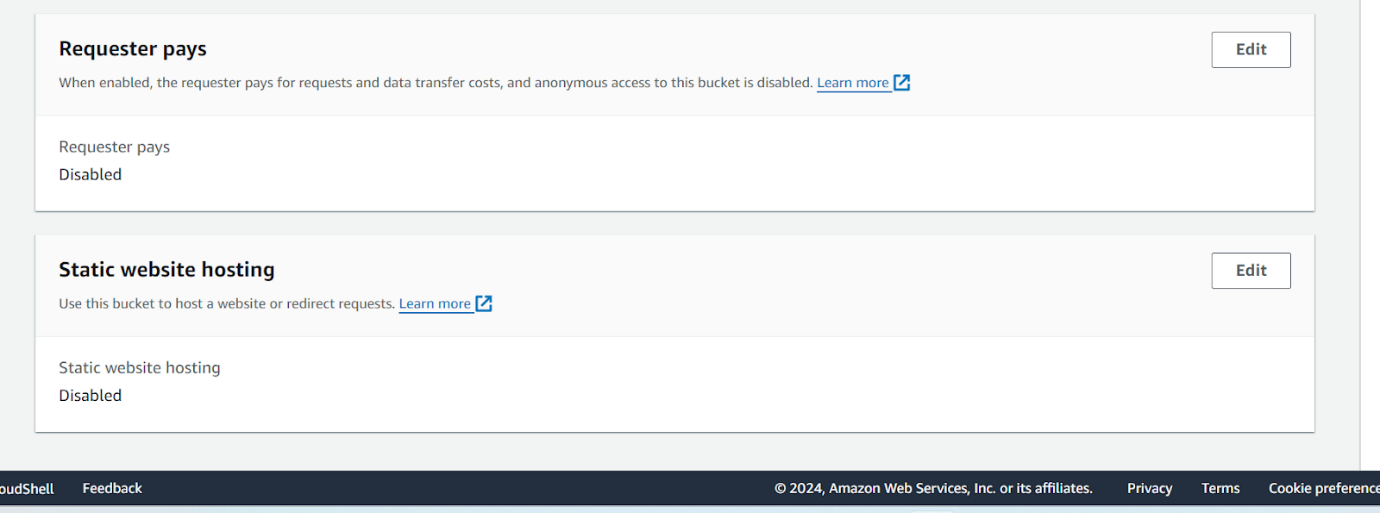 Requester pays
Edit
When enabled, the requester pays for requests and data transfer costs, and anonymous access to this bucket is disabled. Learn more
Requester pays
Disabled
Static website hosting
Edit
Use this bucket to host a website or redirect requests. Learn more
Static website hosting
Disabled
oudShell Feedback © 2024, Amazon Web Services, Inc. or its affiliates. Privacy Terms Cookie preference